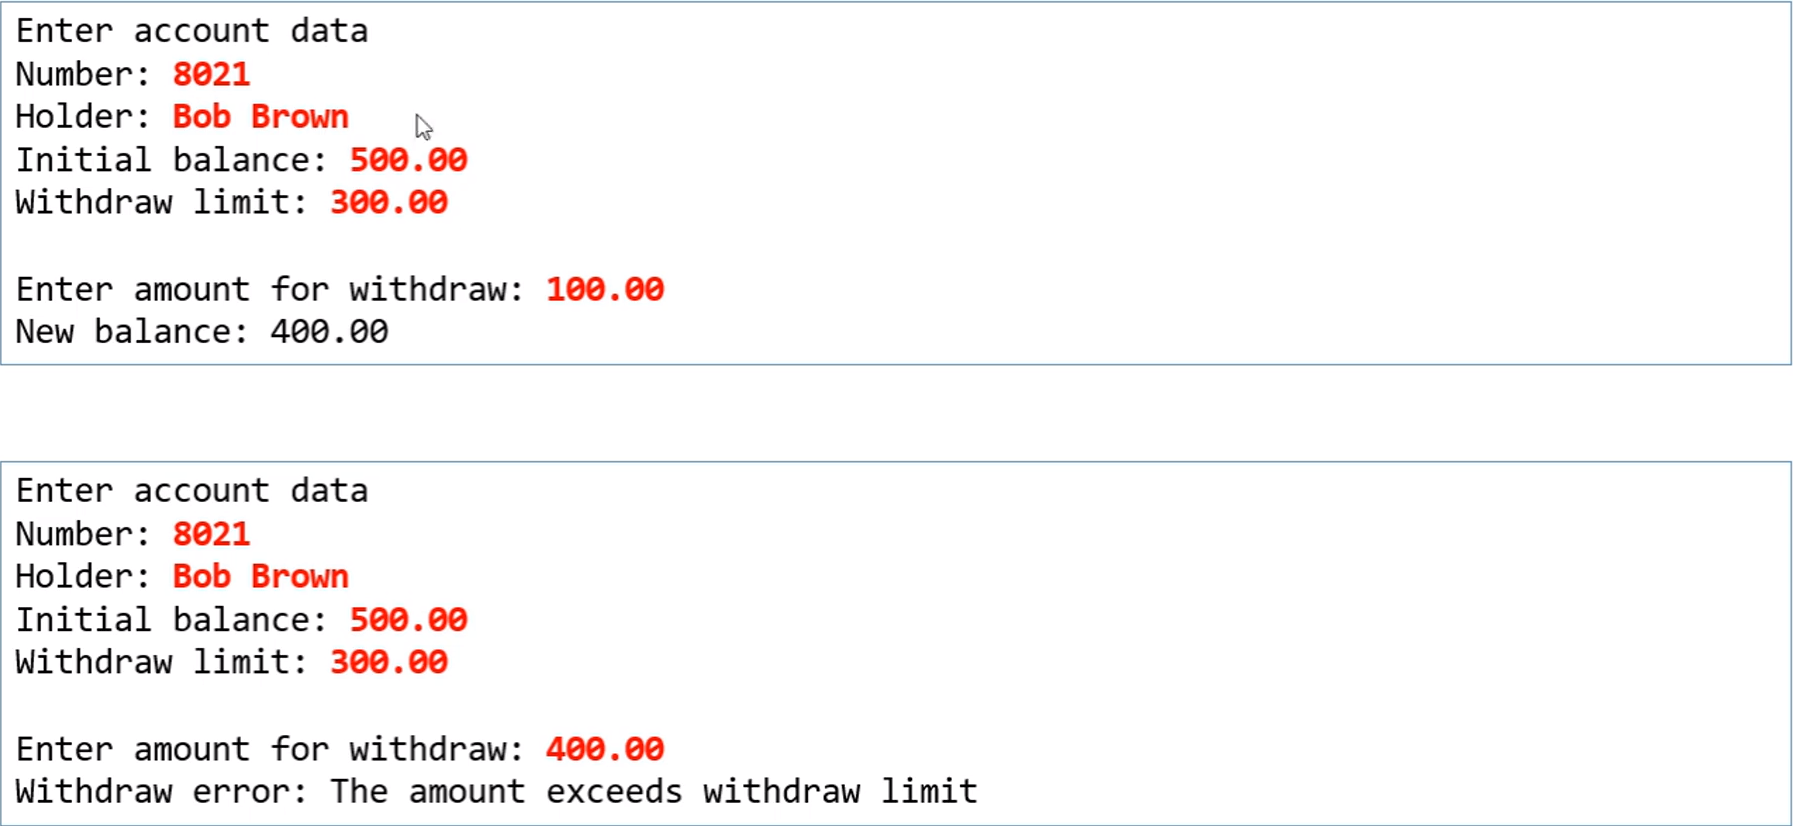 Enter account data
Number: 8021
Holder: Bob Brown
Initial balance: 500.00
Withdraw limit: 300.00
Enter amount for withdraw: 100.00
New balance: 400.00
Enter account data
Number: 8021
Holder: Bob Brown
Initial balance: 500.00
Withdraw limit: 300.00
Enter amount for withdraw: 400.00
Withdraw error: The amount exceeds withdraw limit